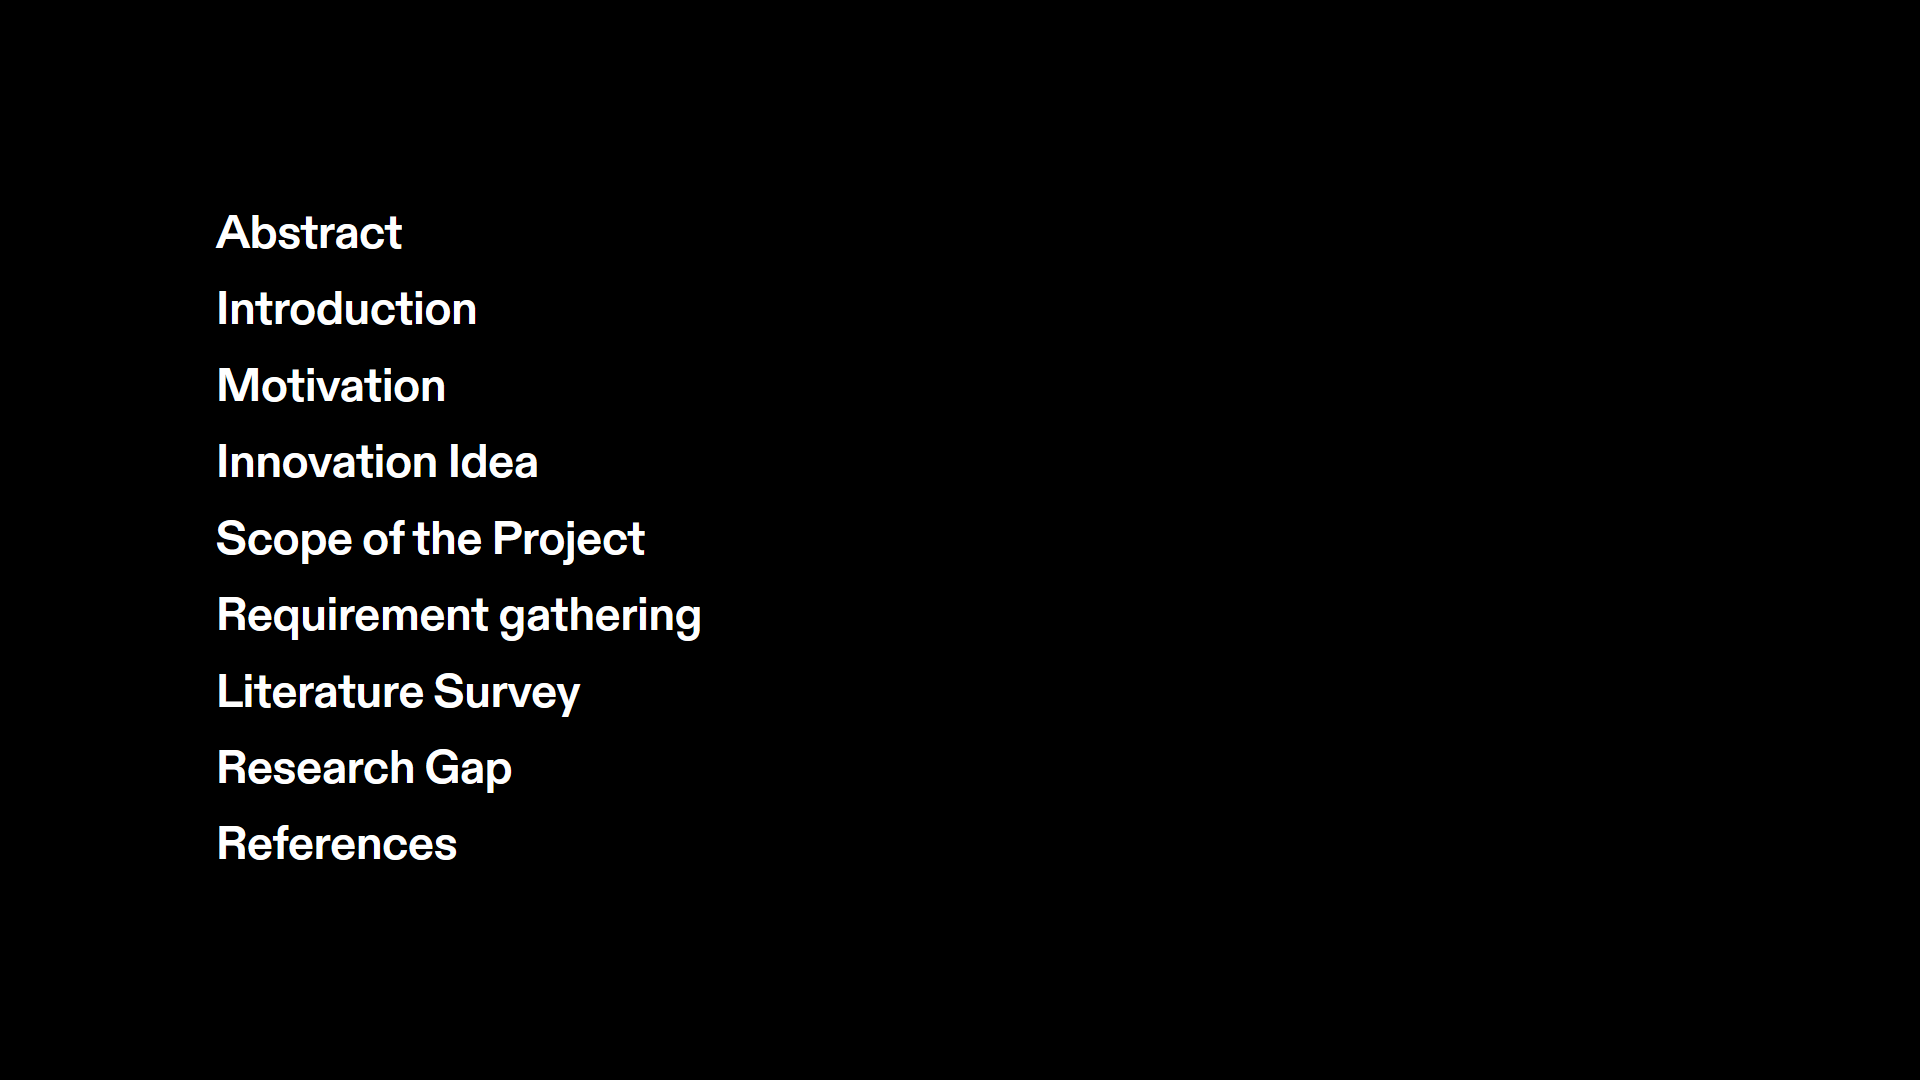 Abstract
Introduction
Motivation
Innovation Idea
Scope of the Project
Requirement gathering
Literature Survey
Research Gap
References